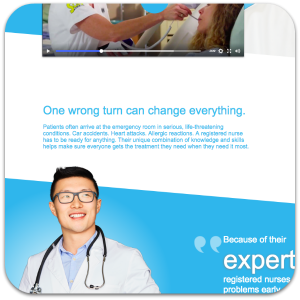 One wrong turn can change everything.
Patients often arrive at the emergency room in serious, life-threatening
conditions. Car accidents. Heart attacks. Allergic reactions. A registered nurse
has to be ready for anything. Their unique combination of knowledge and skills
helps make sure everyone gets the treatment they need when they need it most.
Because of their
expert
registered nurses
problems early